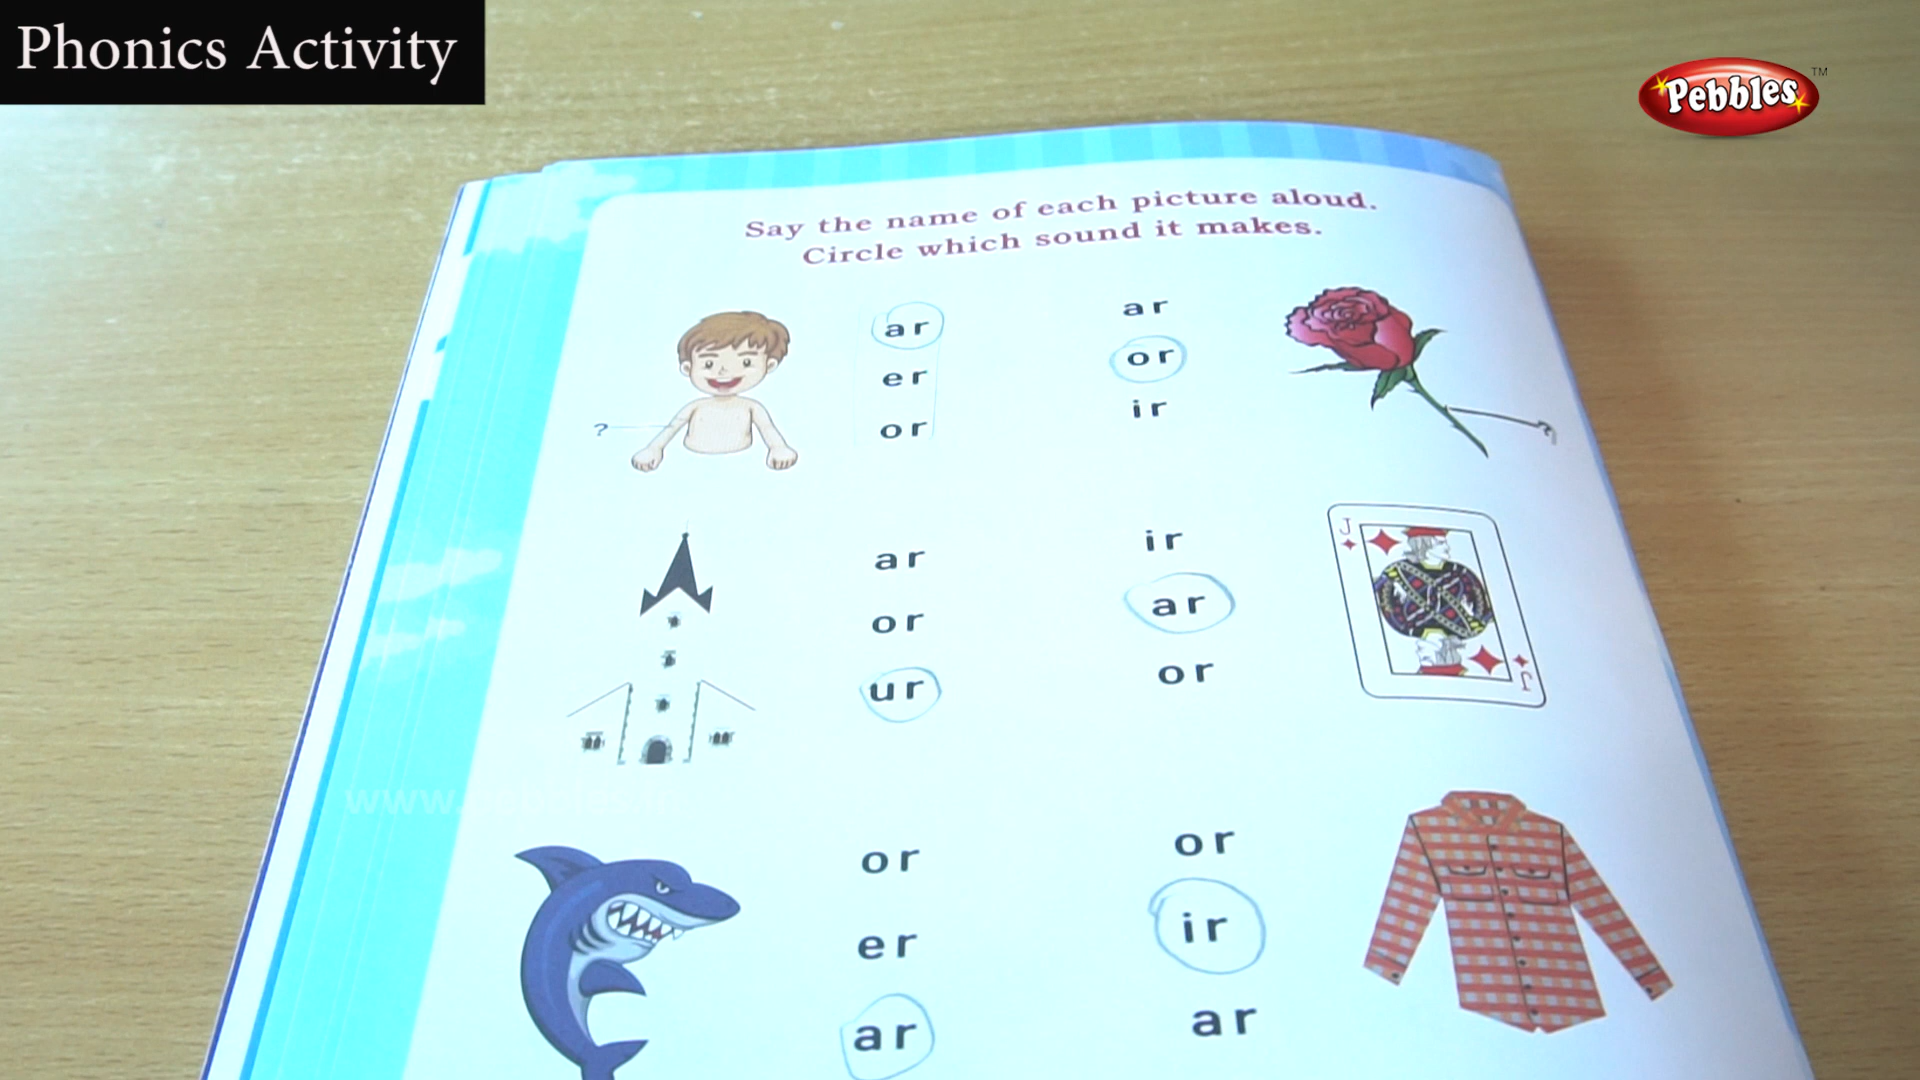 Phonics Activity
Pebbles TM
Say the name of each picture aloud.
Circle which sound it makes.
?
ar
er
or
ar
or
ir
?
ar
or
ur
ir
ar
or
J
J
or
er
ar
or
ir
ar